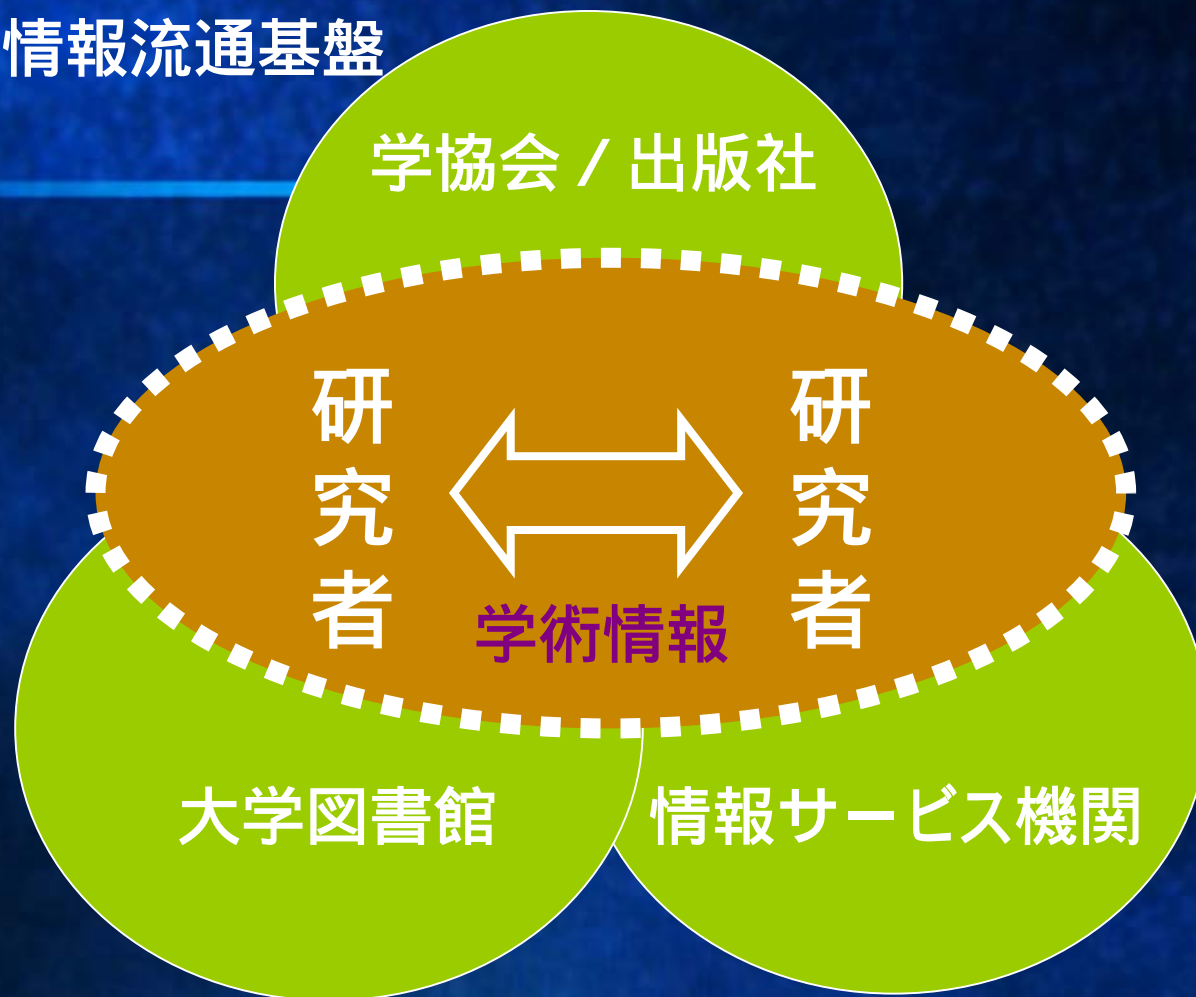 情報流通基盤
学協会/出版社
研究者
研究者
学術情報
大学図書館
情報サービス機関